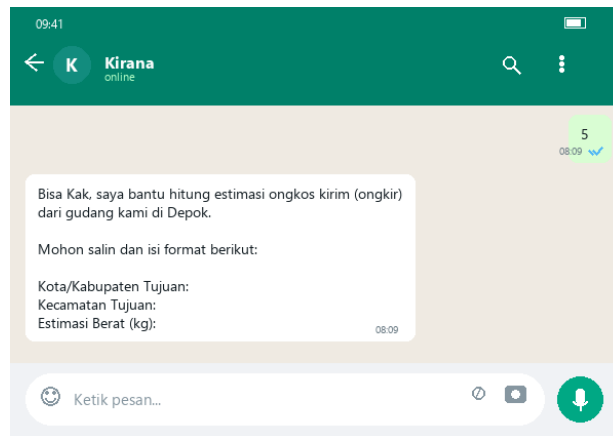 09:41
K
Kirana
online
5
08:09
Bisa Kak, saya bantu hitung estimasi ongkos kirim (ongkir)
dari gudang kami di Depok.
Mohon salin dan isi format berikut:
Kota/Kabupaten Tujuan:
Kecamatan Tujuan:
Estimasi Berat (kg):
08:09
Ketik pesan...